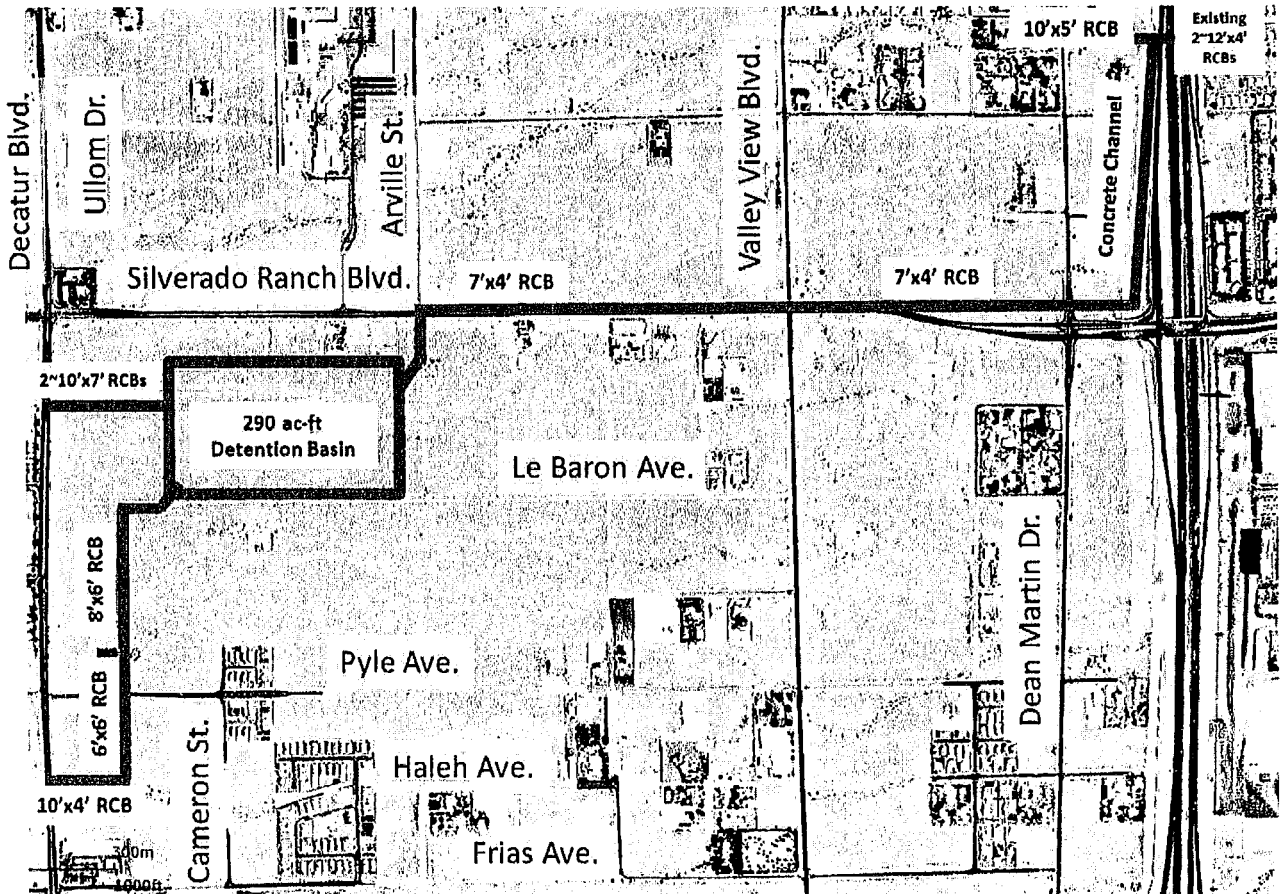 10'x5' RCB
Existing
2~12'x4'
RCBs
Decatur Blvd.
Ullom Dr.
Arville St.
Valley View Blvd.
Concrete Channel
Silverado Ranch Blvd.
7'x4' RCB
7'x4' RCB
2~10'x7' RCBs
290 ac-ft
Detention Basin
Le Baron Ave.
8'x6' RCB
6'x6' RCB
Pyle Ave.
Dean Martin Dr.
Cameron St.
Haleh Ave.
10'x4' RCB
Frias Ave.
300m
1000ft